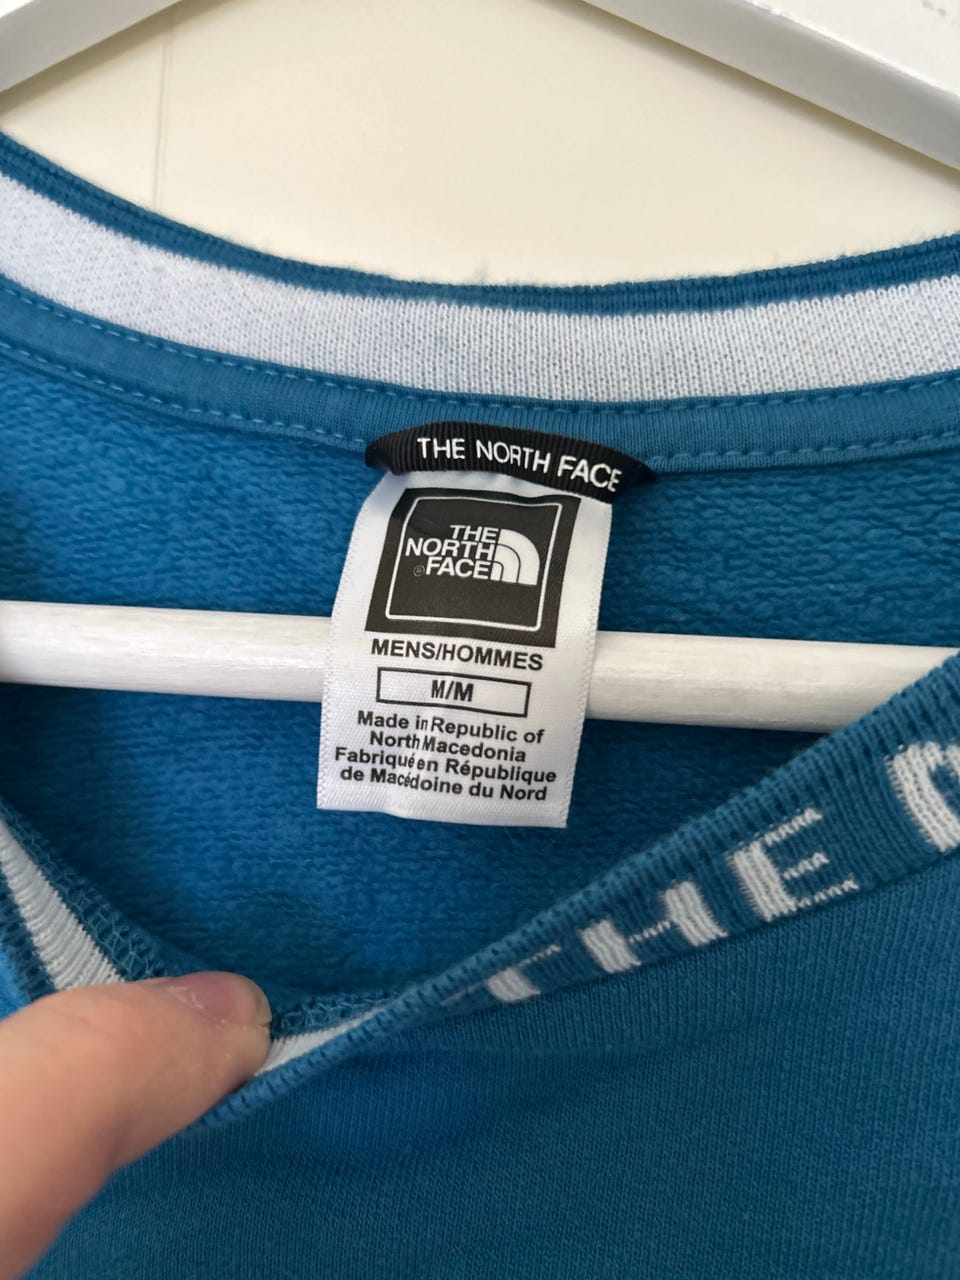 THE NORTH FACE
THE
NORTH
FACE
MENS/HOMMES
M/M
Made in Republic of
North Macedonia
Fabriqué en République
de Macédoine du Nord
THE